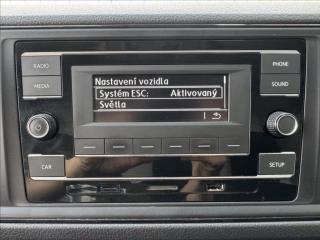 RADIO
MEDIA
CAR
Nastavení vozidla
Systém ESC: Aktivovaný
Světla
PHONE
SOUND
SETUP